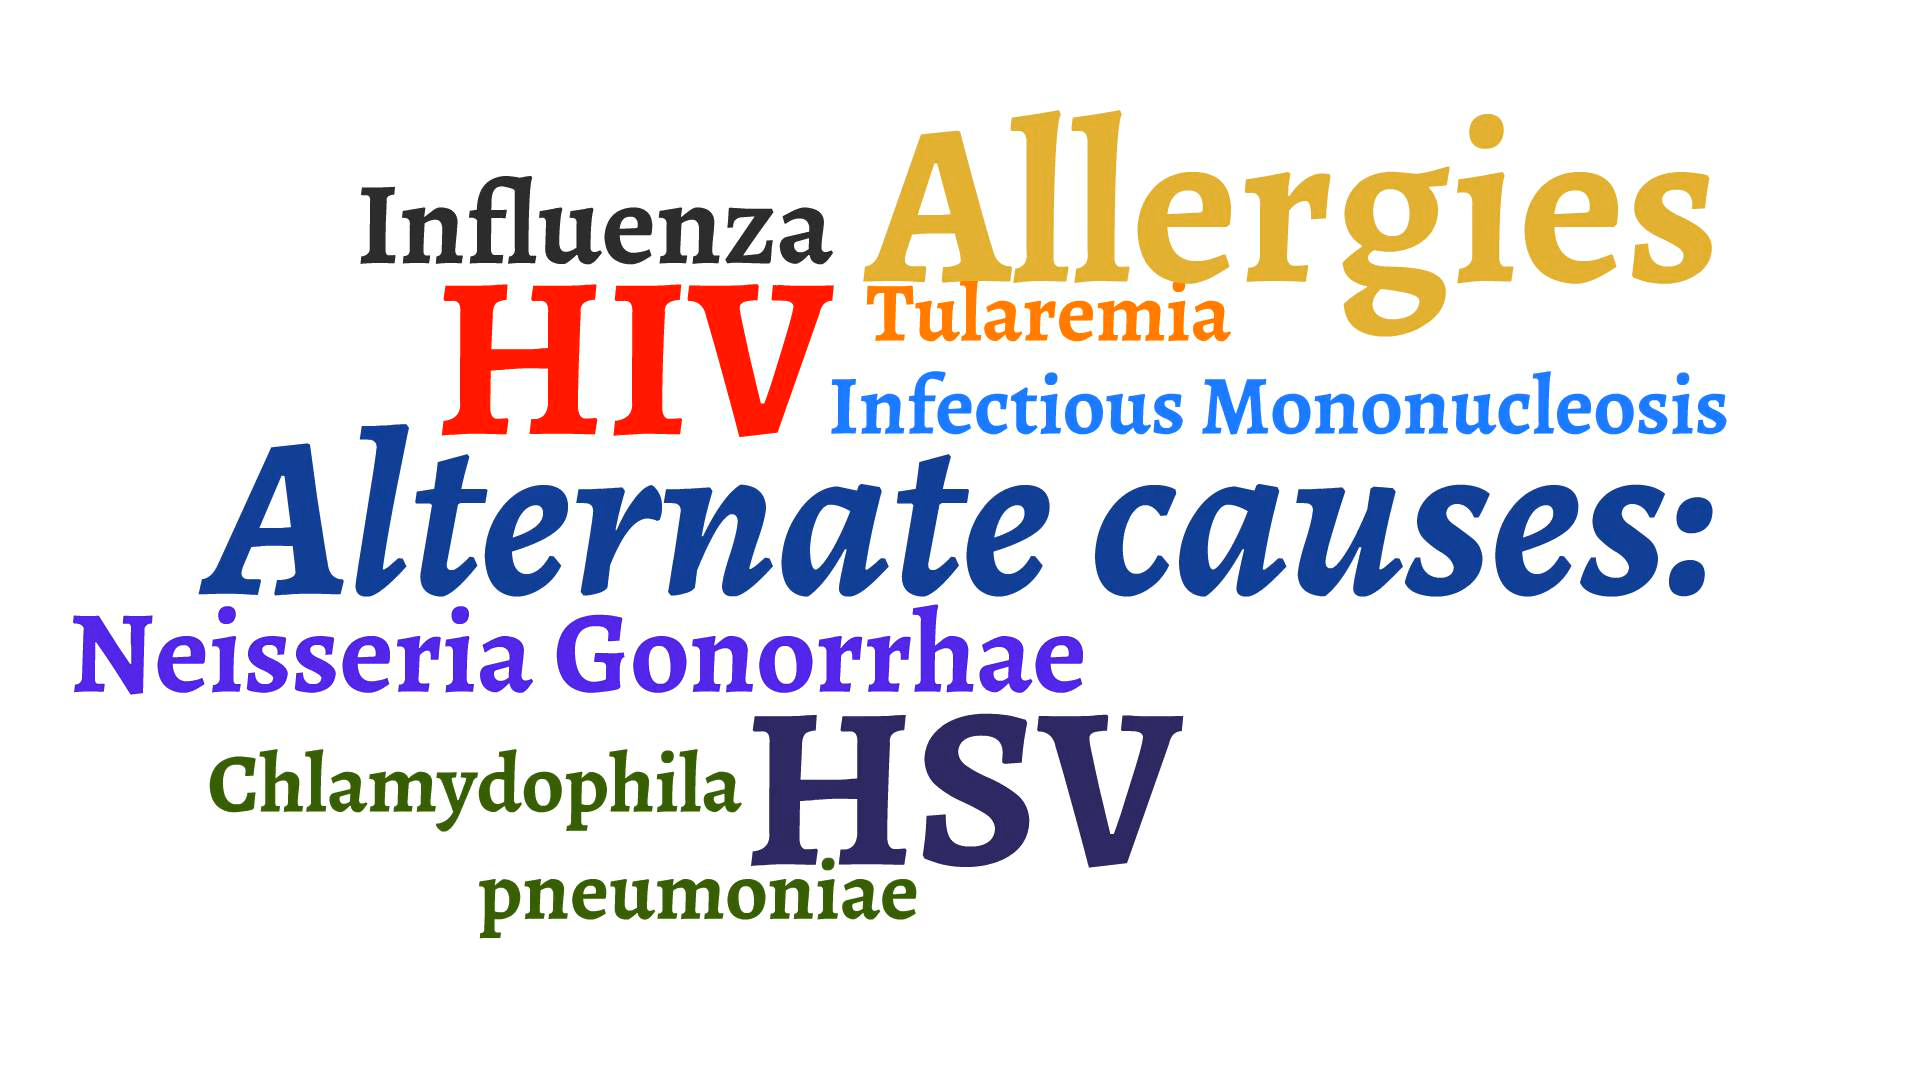 Influenza
Allergies
HIV
Tularemia
Infectious Mononucleosis
Alternate causes:
Neisseria Gonorrhae
Chlamydophila
HSV
pneumoniae